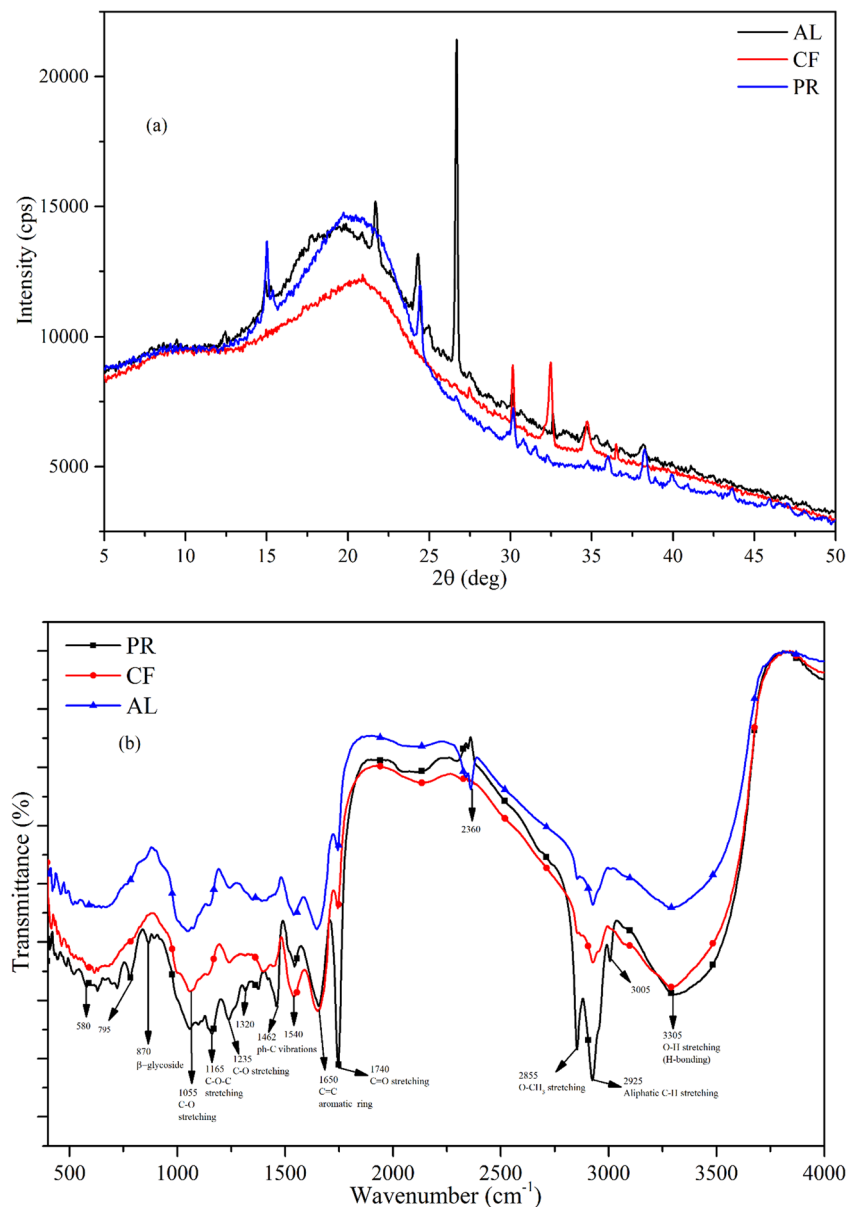 AL
CF
PR
(a)
20000
15000
10000
5000
Intensity (cps)
5 10 15 20 25 30 35 40 45 50
2θ (deg)
PR
CF
AL
(b)
Transmittance (%)
2360
580
795
870
β-glycoside
1055
C-O
stretching
1165
C-O-C
stretching
1235
C-O stretching
1320
1462
ph-C vibrations
1540
1650
C=C
aromatic ring
1740
C=O stretching
2855
O-CH₃ stretching
2925
Aliphatic C-H stretching
3005
3305
O-H stretching
(H-bonding)
500 1000 1500 2000 2500 3000 3500 4000
Wavenumber (cm⁻¹)